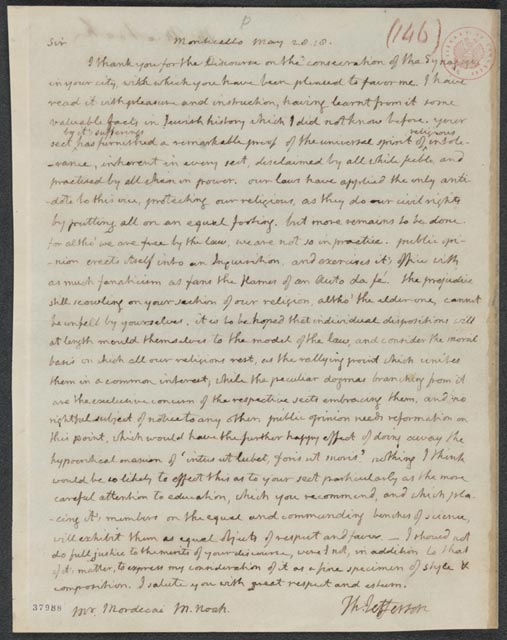 (146)
Sir Monticello May 28. 18.
I thank you for the Discourse on the consecration of the Synagogue
in your city, with which you have been pleased to favor me. I have
read it with pleasure and instruction, having learnt from it some
valuable facts in Jewish history which I did not know before. your
by it's sufferings religious
sect has furnished a remarkable proof of the universal spirit of intole-
-rance, inherent in every sect, disclaimed by all while feeble, and
practised by all when in power. our laws have applied the only anti-
dote to this vice, protecting our religious, as they do our civil rights
by putting all on an equal footing. but more remains to be done.
for altho' we are free by the law, we are not so in practice. public opi-
-nion erects itself into an Inquisition, and exercises it's office with
as much fanaticism as fans the flames of an Auto da fé. the prejudice
still scowling on your section of our religion, altho' the elder one, cannot
be unfelt by yourselves. it is to be hoped that individual dispositions will
at length mould themselves to the model of the law, and consider the moral
basis on which all our religions rest, as the rallying point which unites
them in a common interest; while the peculiar dogmas branching from it
are the exclusive concern of the respective sects embracing them, and no
rightful subject of notice to any other. public opinion needs reformation on
this point, which would have the further happy effect of doing away the
hypocritical maxim of 'intus ut lubet, foris ut moris' nothing I think
would be so likely to effect this as to your sect particularly as the more
careful attention to education, which you recommend, and which pla-
cing it's members on the equal and commanding benches of science,
will exhibit them as equal objects of respect and favor. — I should not
do full justice to the merits of your discourse, were I not, in addition to that
of it's matter, to express my consideration of it as a fine specimen of style &
composition. I salute you with great respect and esteem.
Th: Jefferson
37988 Mr. Mordecai M. Noah.